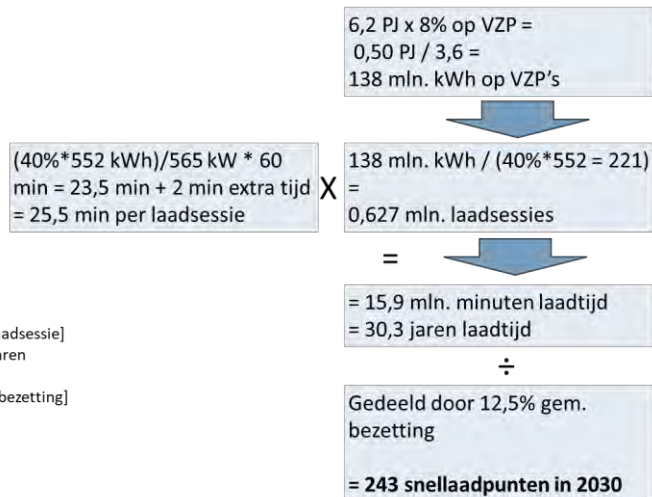 6,2 PJ x 8% op VZP =
0,50 PJ / 3,6 =
138 mln. kWh op VZP's
(40%*552 kWh)/565 kW * 60
min = 23,5 min + 2 min extra tijd
= 25,5 min per laadsessie
X
138 mln. kWh / (40%*552 = 221)
=
0,627 mln. laadsessies
=
= 15,9 mln. minuten laadtijd
= 30,3 jaren laadtijd
÷
Gedeeld door 12,5% gem.
bezetting
= 243 snellaadpunten in 2030
adsessie]
ren
bezetting]